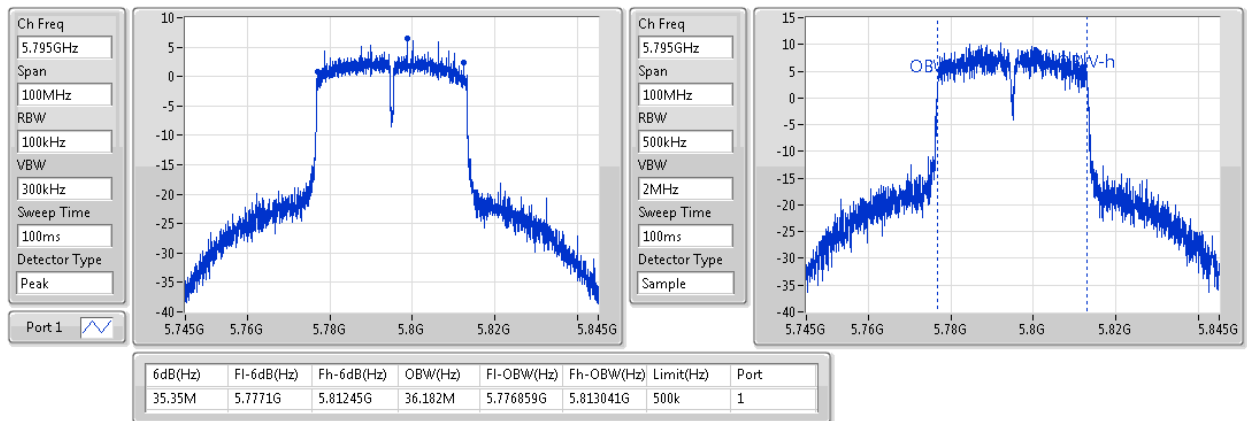 Ch Freq
5.795GHz
Span
100MHz
RBW
100kHz
VBW
300kHz
Sweep Time
100ms
Detector Type
Peak
Port 1
10
5
0
-5
-10
-15
-20
-25
-30
-35
-40
5.745G 5.76G 5.78G 5.8G 5.82G 5.845G
Ch Freq
5.795GHz
Span
100MHz
RBW
500kHz
VBW
2MHz
Sweep Time
100ms
Detector Type
Sample
15
10
5
0
-5
-10
-15
-20
-25
-30
-35
-40
5.745G 5.76G 5.78G 5.8G 5.82G 5.845G
6dB(Hz) Fl-6dB(Hz) Fh-6dB(Hz) OBW(Hz) Fl-OBW(Hz) Fh-OBW(Hz) Limit(Hz) Port
35.35M 5.7771G 5.81245G 36.182M 5.776859G 5.813041G 500k 1